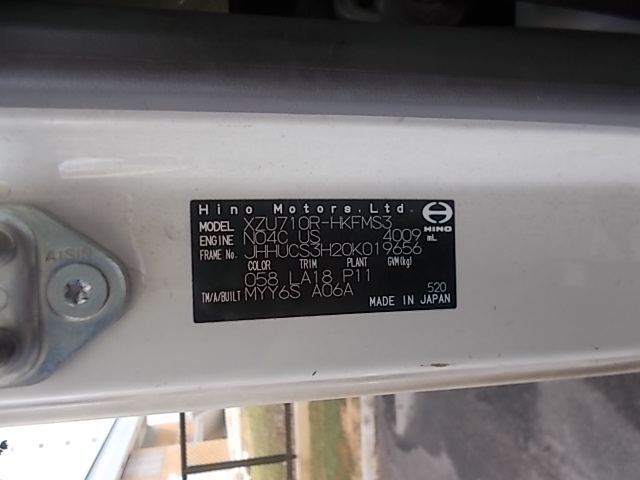 Hino Motors,Ltd.
MODEL XZU710R-HKFMS3
ENGINE N04C US 4009 mL
HINO
FRAME No. JHHUCS3H20K019656
COLOR TRIM PLANT GVM(kg)
058 LA18 P11
TM/A/BUILT MYY6S A06A 520
MADE IN JAPAN
AISIN